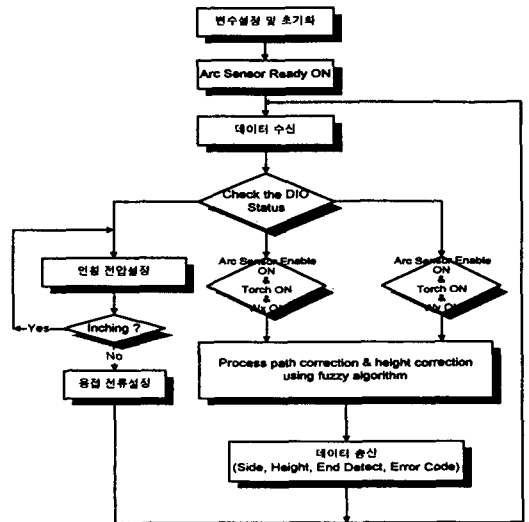 변수설정 및 초기화
Arc Sensor Ready ON
데이터 수신
Check the DIO
Status
인칭 전압설정
Arc Sensor Enable
ON
&
Torch ON
&
Wx ON
Arc Sensor Enable
ON
&
Torch ON
&
ON
Yes
Inching ?
No
용접 전류설정
Process path correction & height correction
using fuzzy algorithm
데이터 송신
(Side, Height, End Detect, Error Code)